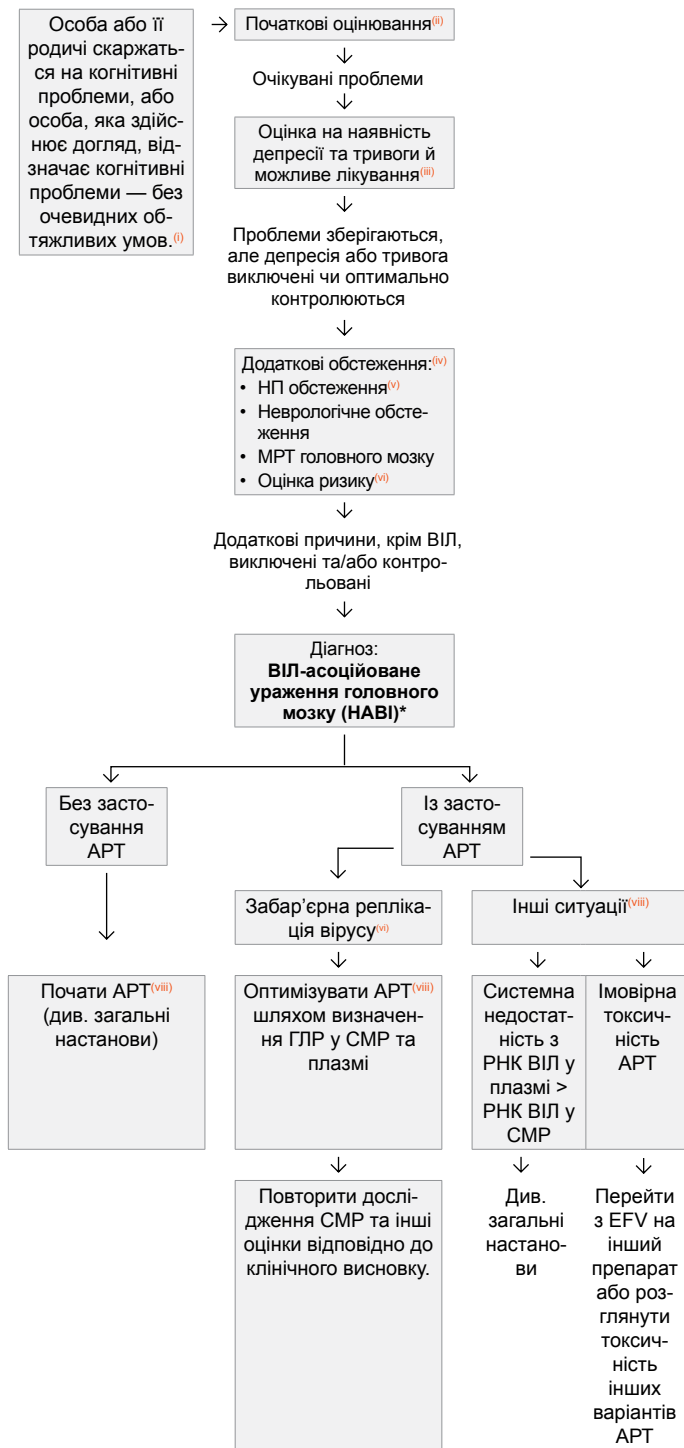 Особа або її
родичі скаржать-
ся на когнітивні
проблеми, або
особа, яка здійс-
нює догляд, від-
значає когнітивні
проблеми — без
очевидних об-
тяжливих умов.(i)
Початкові оцінювання(ii)
Очікувані проблеми
Оцінка на наявність
депресії та тривоги й
можливе лікування(iii)
Проблеми зберігаються,
але депресія або тривога
виключені чи оптимально
контролюються
Додаткові обстеження:(iv)
• НП обстеження(v)
• Неврологічне обсте-
ження
• МРТ головного мозку
• Оцінка ризику(vi)
Додаткові причини, крім ВІЛ,
виключені та/або контро-
льовані
Діагноз:
ВІЛ-асоційоване
ураження головного
мозку (HABI)*
Без засто-
сування
АРТ
Із засто-
суванням
АРТ
Забар’єрна репліка-
ція вірусу(vi)
Інші ситуації(viii)
Почати АРТ(viii)
(див. загальні
настанови)
Оптимізувати АРТ(viii)
шляхом визначен-
ня ГЛР у СМР та
плазмі
Системна
недостат-
ність з
РНК ВІЛ у
плазмі >
РНК ВІЛ у
СМР
Імовірна
токсич-
ність
АРТ
Повторити дослі-
дження СМР та інші
оцінки відповідно до
клінічного висновку.
Див.
загальні
настано-
ви
Перейти
з EFV на
інший
препарат
або роз-
глянути
токсич-
ність
інших
варіантів
АРТ